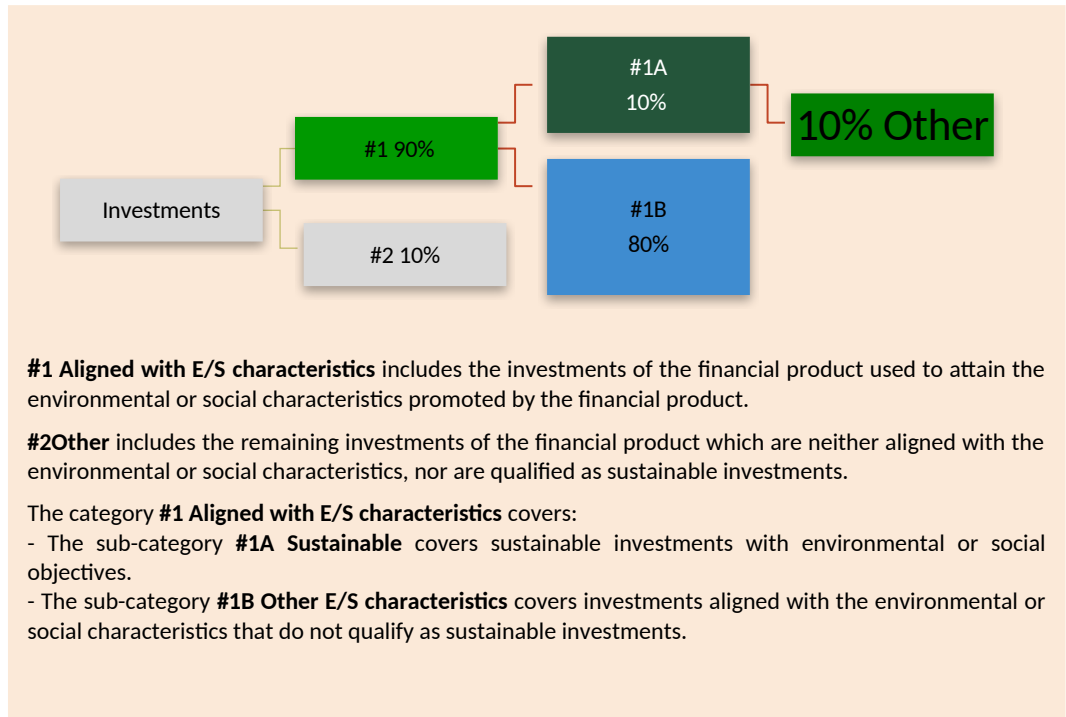 #1A
10%
10% Other
#1 90%
Investments
#1B
80%
#2 10%
#1 Aligned with E/S characteristics includes the investments of the financial product used to attain the
environmental or social characteristics promoted by the financial product.
#2Other includes the remaining investments of the financial product which are neither aligned with the
environmental or social characteristics, nor are qualified as sustainable investments.
The category #1 Aligned with E/S characteristics covers:
- The sub-category #1A Sustainable covers sustainable investments with environmental or social
objectives.
- The sub-category #1B Other E/S characteristics covers investments aligned with the environmental or
social characteristics that do not qualify as sustainable investments.